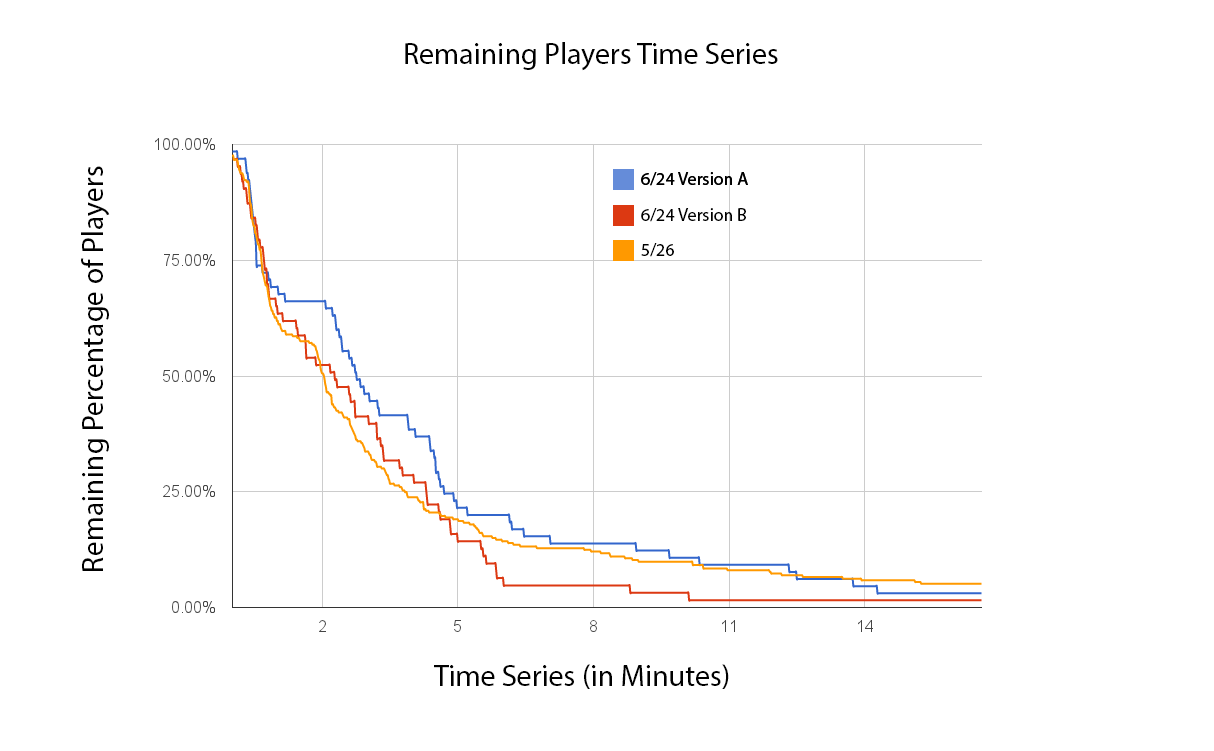 Remaining Players Time Series
Remaining Percentage of Players
100.00%
75.00%
50.00%
25.00%
0.00%
6/24 Version A
6/24 Version B
5/26
2 5 8 11 14
Time Series (in Minutes)